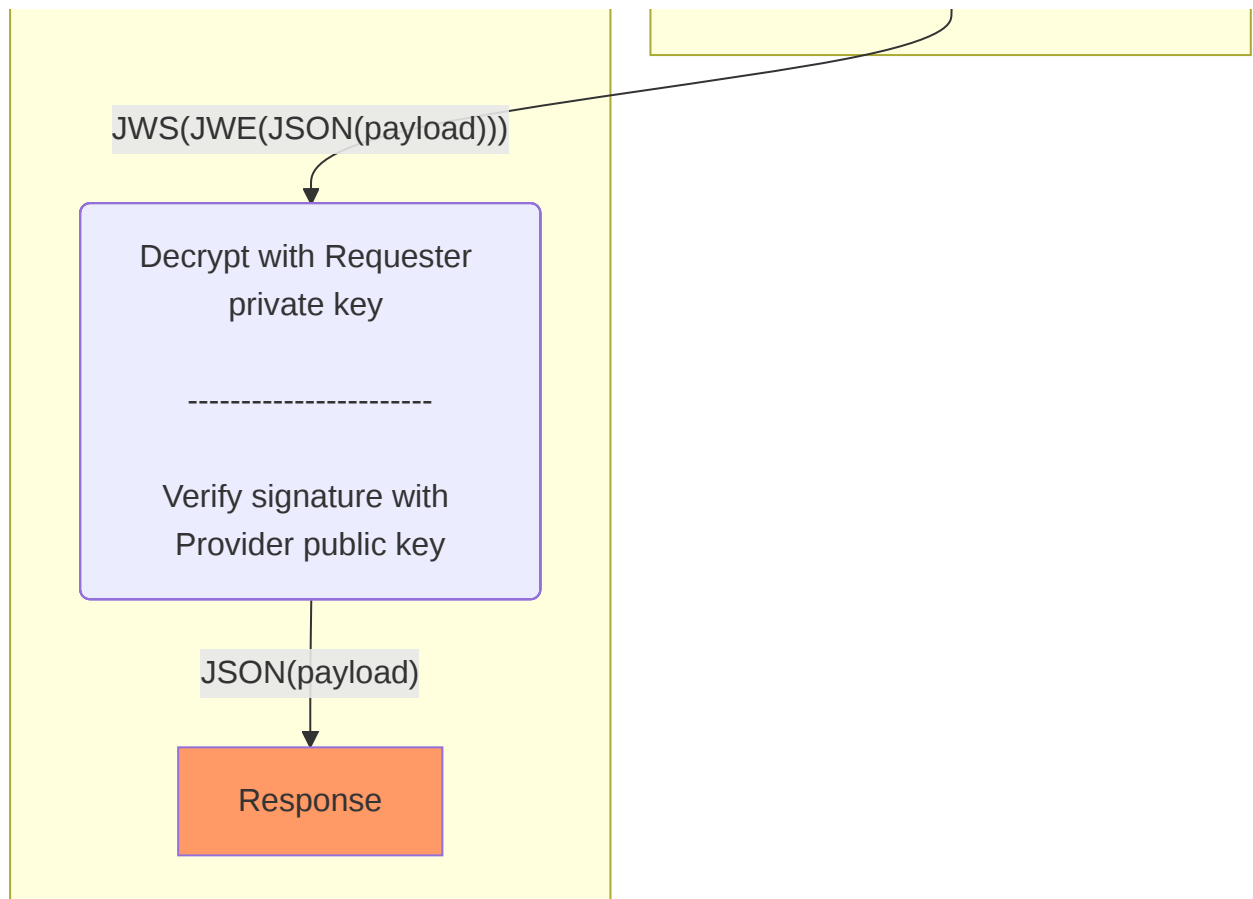 JWS(JWE(JSON(payload)))
Decrypt with Requester
private key
-----------------------
Verify signature with
Provider public key
JSON(payload)
Response